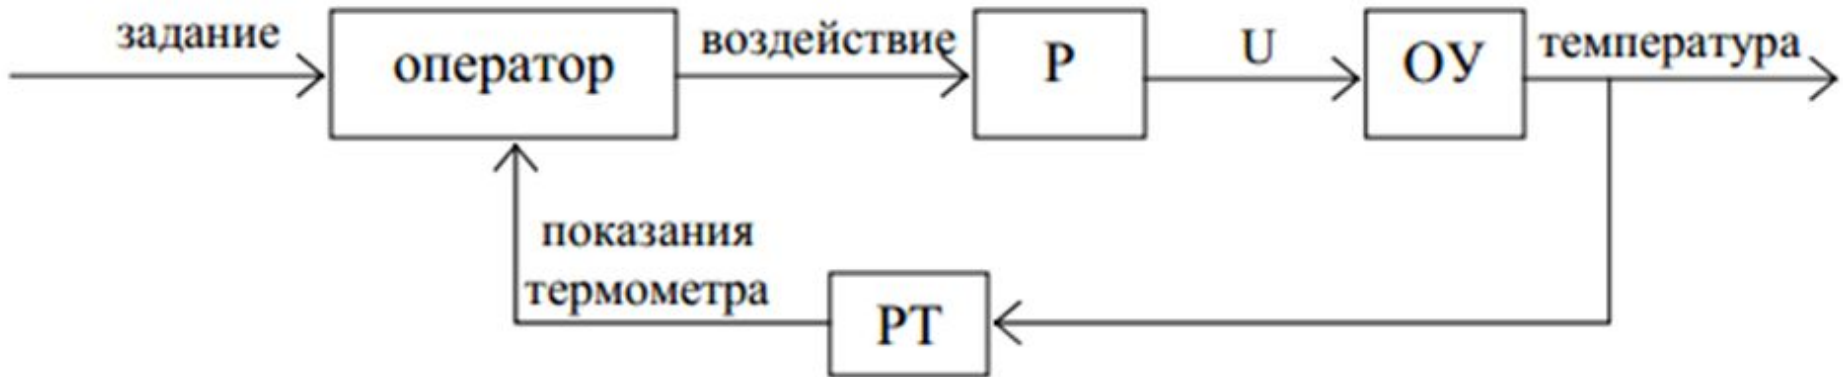 задание
оператор
воздействие
Р
U
ОУ
температура
показания
термометра
РТ